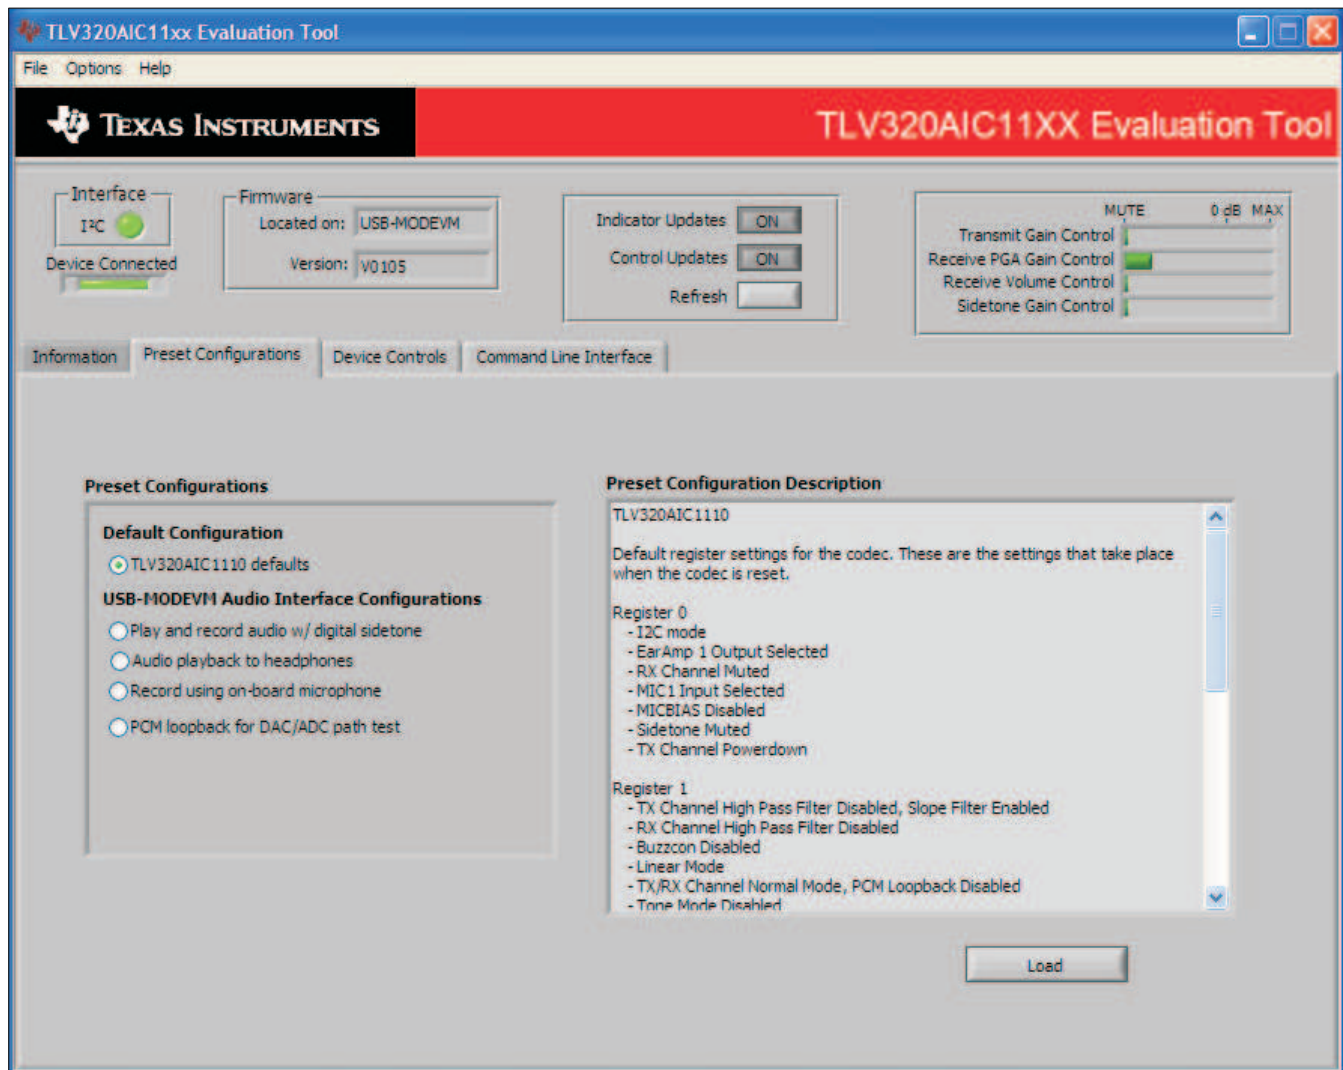 TLV320AIC11xx Evaluation Tool
File Options Help
TEXAS INSTRUMENTS
TLV320AIC11XX Evaluation Tool
Interface
I²C
Device Connected
Firmware
Located on: USB-MODEVM
Version: V0105
Indicator Updates ON
Control Updates ON
Refresh
MUTE 0 dB MAX
Transmit Gain Control
Receive PGA Gain Control
Receive Volume Control
Sidetone Gain Control
Information Preset Configurations Device Controls Command Line Interface
Preset Configurations
Default Configuration
TLV320AIC1110 defaults
USB-MODEVM Audio Interface Configurations
Play and record audio w/ digital sidetone
Audio playback to headphones
Record using on-board microphone
PCM loopback for DAC/ADC path test
Preset Configuration Description
TLV320AIC1110
Default register settings for the codec. These are the settings that take place
when the codec is reset.
Register 0
- I2C mode
- EarAmp 1 Output Selected
- RX Channel Muted
- MIC1 Input Selected
- MICBIAS Disabled
- Sidetone Muted
- TX Channel Powerdown
Register 1
- TX Channel High Pass Filter Disabled, Slope Filter Enabled
- RX Channel High Pass Filter Disabled
- Buzzcon Disabled
- Linear Mode
- TX/RX Channel Normal Mode, PCM Loopback Disabled
- Tone Mode Disabled
Load